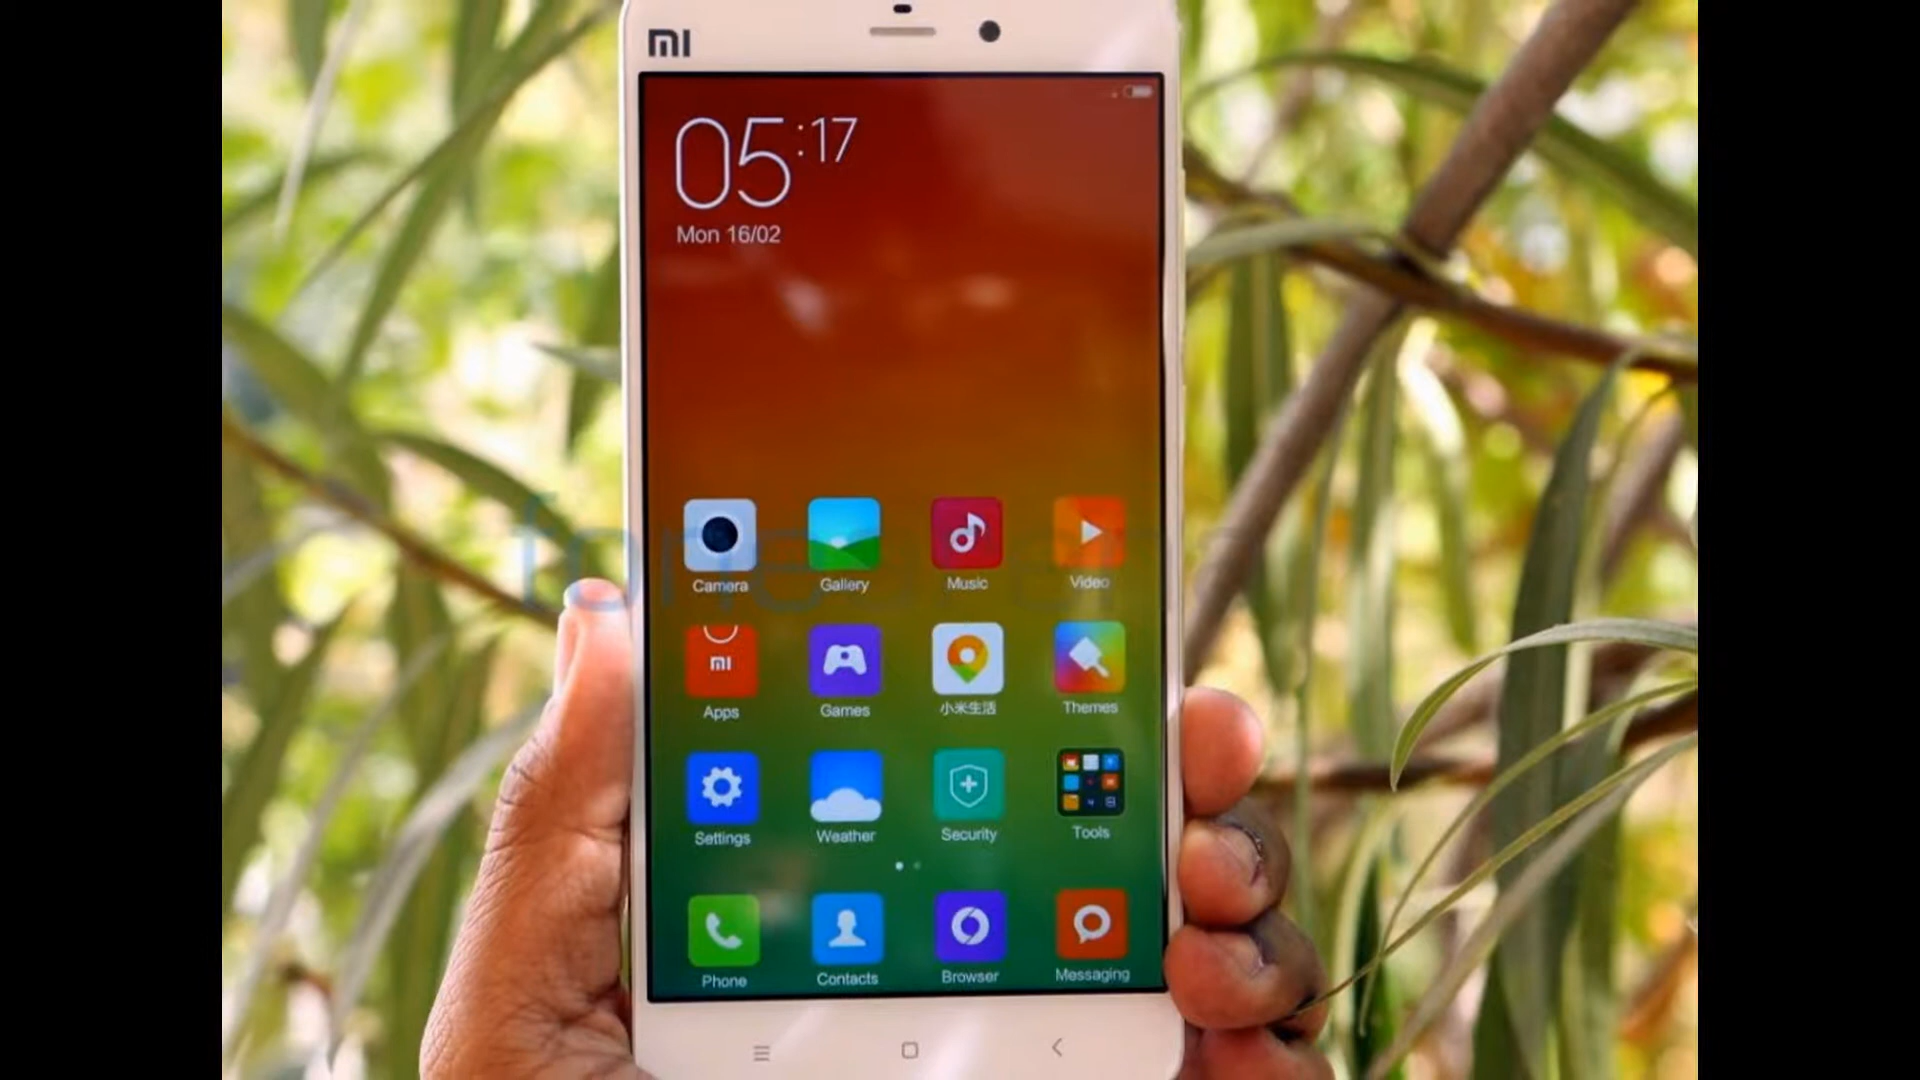 mi
05:17
Mon 16/02
Camera Gallery Music Video
mi
Apps Games 小米生活 Themes
Settings Weather Security Tools
Phone Contacts Browser Messaging